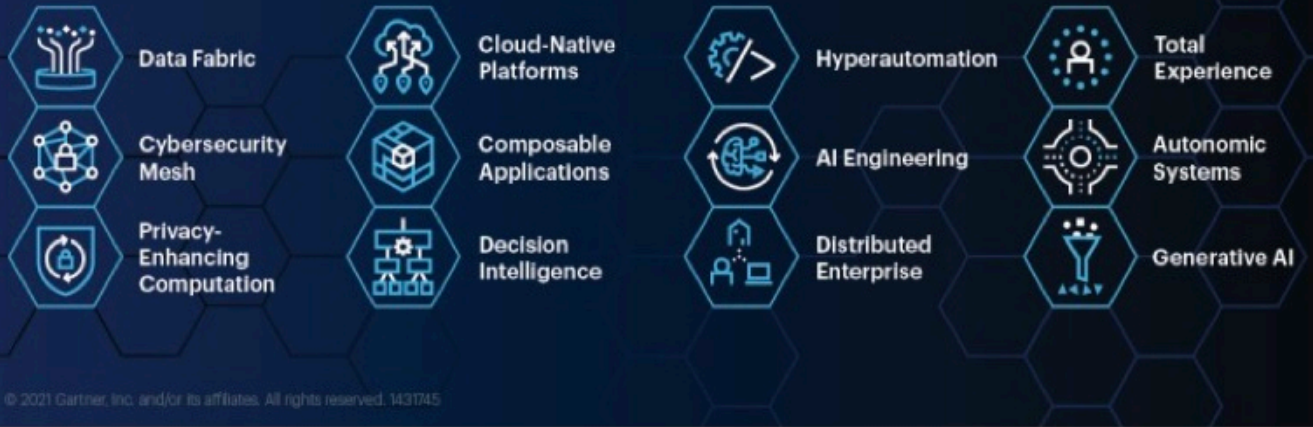 Data Fabric
Cloud-Native
Platforms
Hyperautomation
Total
Experience
Cybersecurity
Mesh
Composable
Applications
AI Engineering
Autonomic
Systems
Privacy-
Enhancing
Computation
Decision
Intelligence
Distributed
Enterprise
Generative AI
© 2021 Gartner, Inc. and/or its affiliates. All rights reserved. 1431745